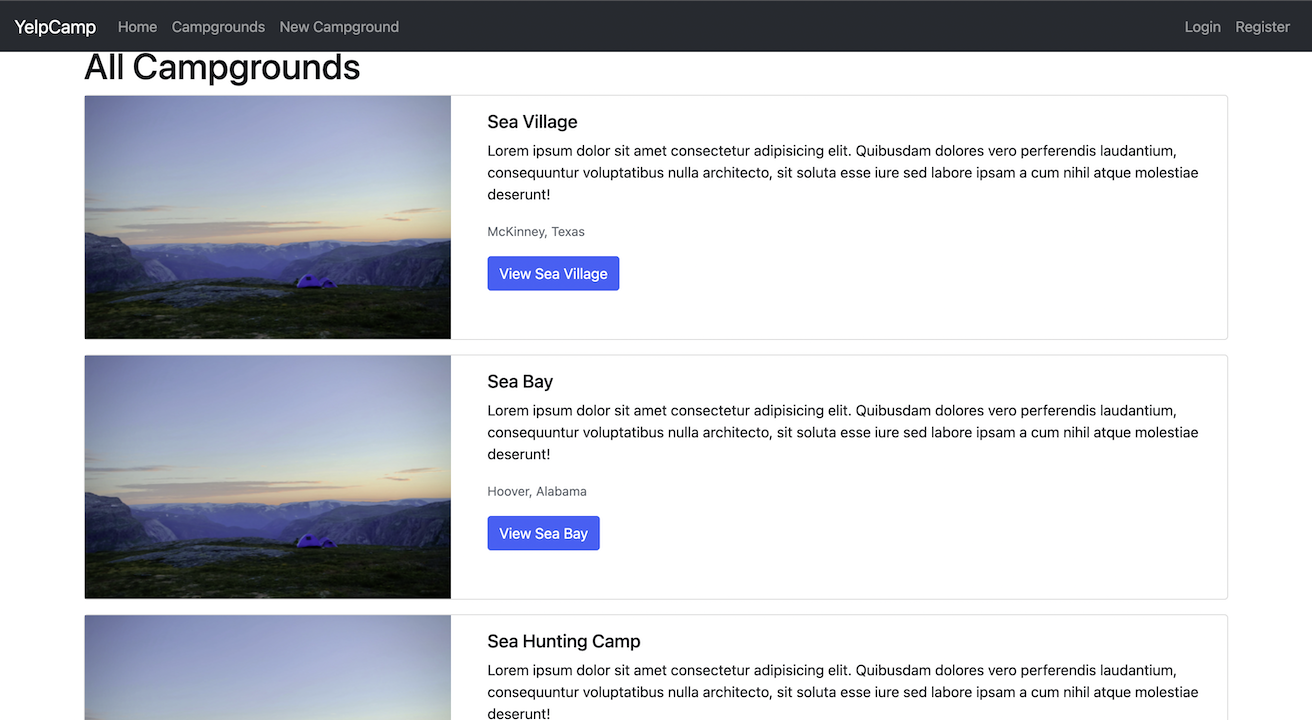 YelpCamp Home Campgrounds New Campground Login Register
All Campgrounds
Sea Village
Lorem ipsum dolor sit amet consectetur adipisicing elit. Quibusdam dolores vero perferendis laudantium,
consequuntur voluptatibus nulla architecto, sit soluta esse iure sed labore ipsam a cum nihil atque molestiae
deserunt!
McKinney, Texas
View Sea Village
Sea Bay
Lorem ipsum dolor sit amet consectetur adipisicing elit. Quibusdam dolores vero perferendis laudantium,
consequuntur voluptatibus nulla architecto, sit soluta esse iure sed labore ipsam a cum nihil atque molestiae
deserunt!
Hoover, Alabama
View Sea Bay
Sea Hunting Camp
Lorem ipsum dolor sit amet consectetur adipisicing elit. Quibusdam dolores vero perferendis laudantium,
consequuntur voluptatibus nulla architecto, sit soluta esse iure sed labore ipsam a cum nihil atque molestiae
deserunt!